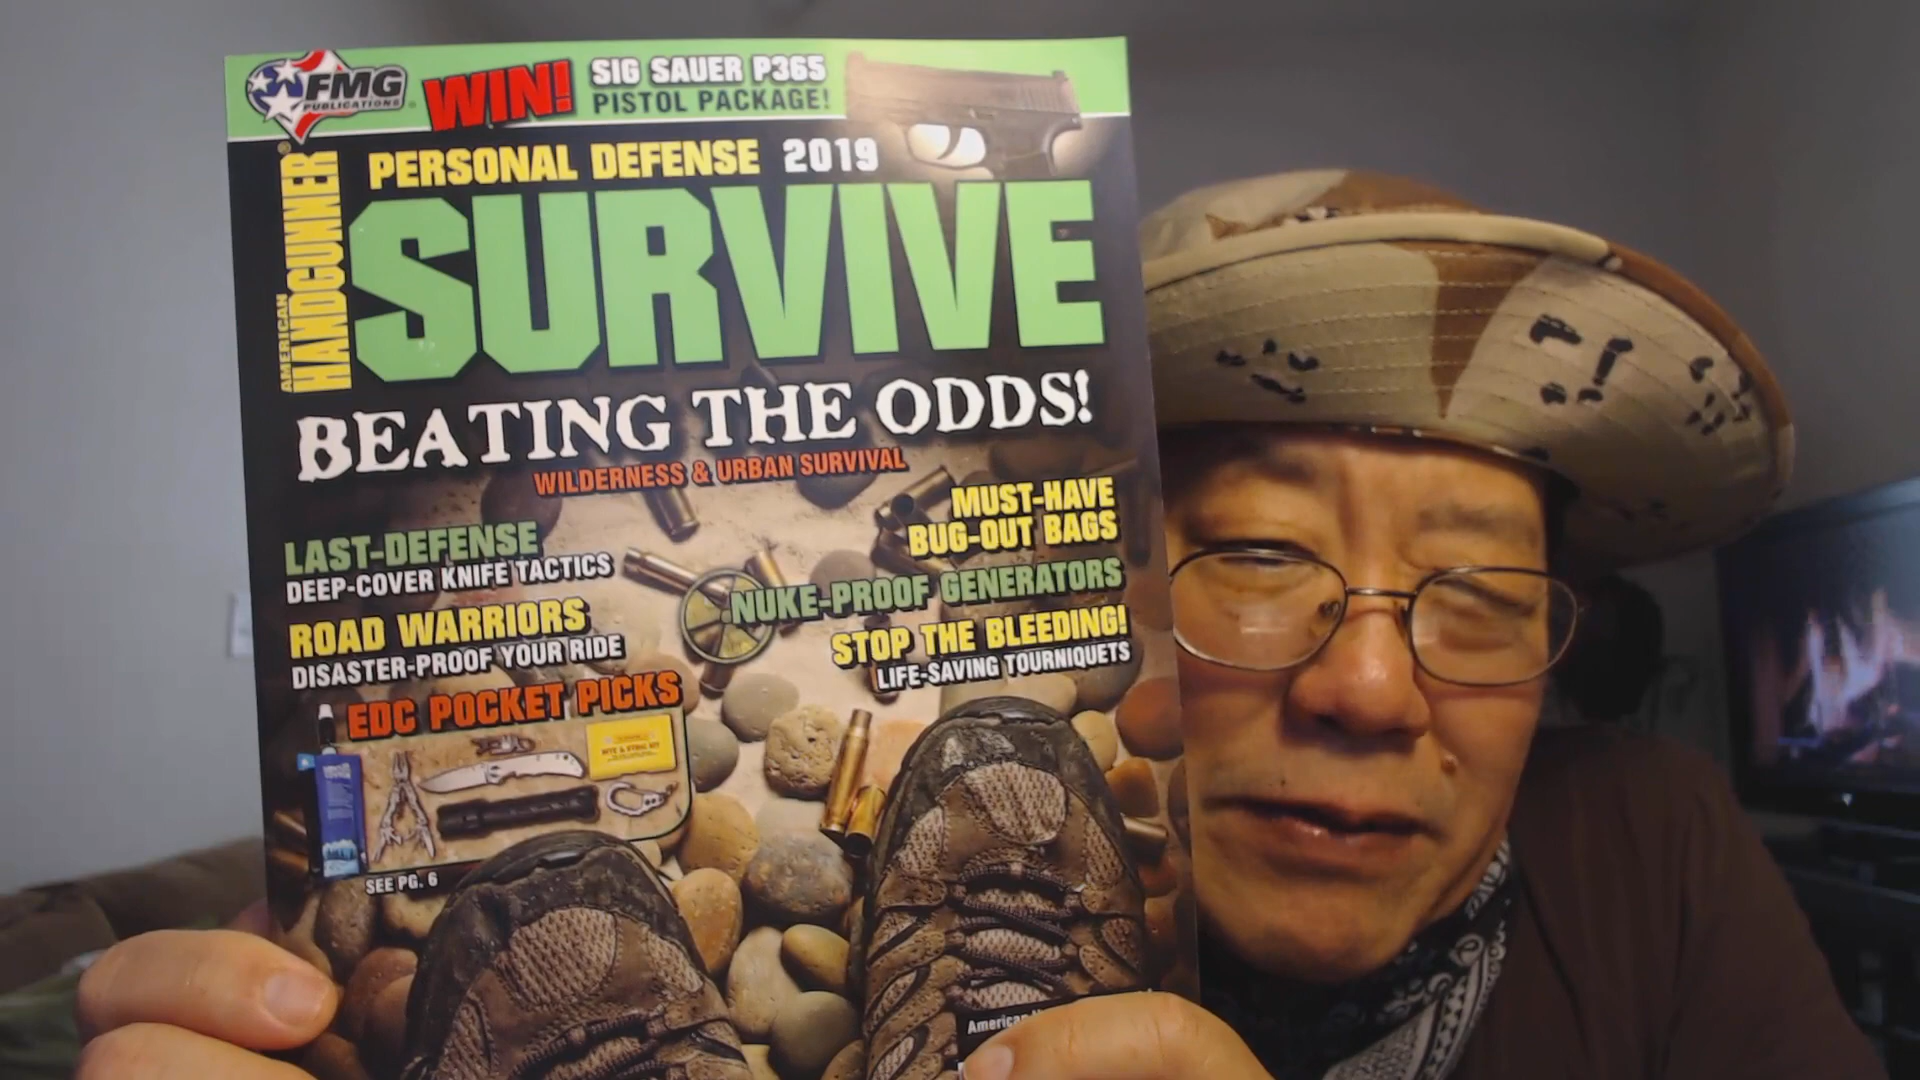 FMG
PUBLICATIONS
WIN!
SIG SAUER P365
PISTOL PACKAGE!
AMERICAN
HANDGUNNER
PERSONAL DEFENSE 2019
SURVIVE
BEATING THE ODDS!
WILDERNESS & URBAN SURVIVAL
LAST-DEFENSE
DEEP-COVER KNIFE TACTICS
ROAD WARRIORS
DISASTER-PROOF YOUR RIDE
EDC POCKET PICKS
SEE PG. 6
MUST-HAVE
BUG-OUT BAGS
NUKE-PROOF GENERATORS
STOP THE BLEEDING!
LIFE-SAVING TOURNIQUETS